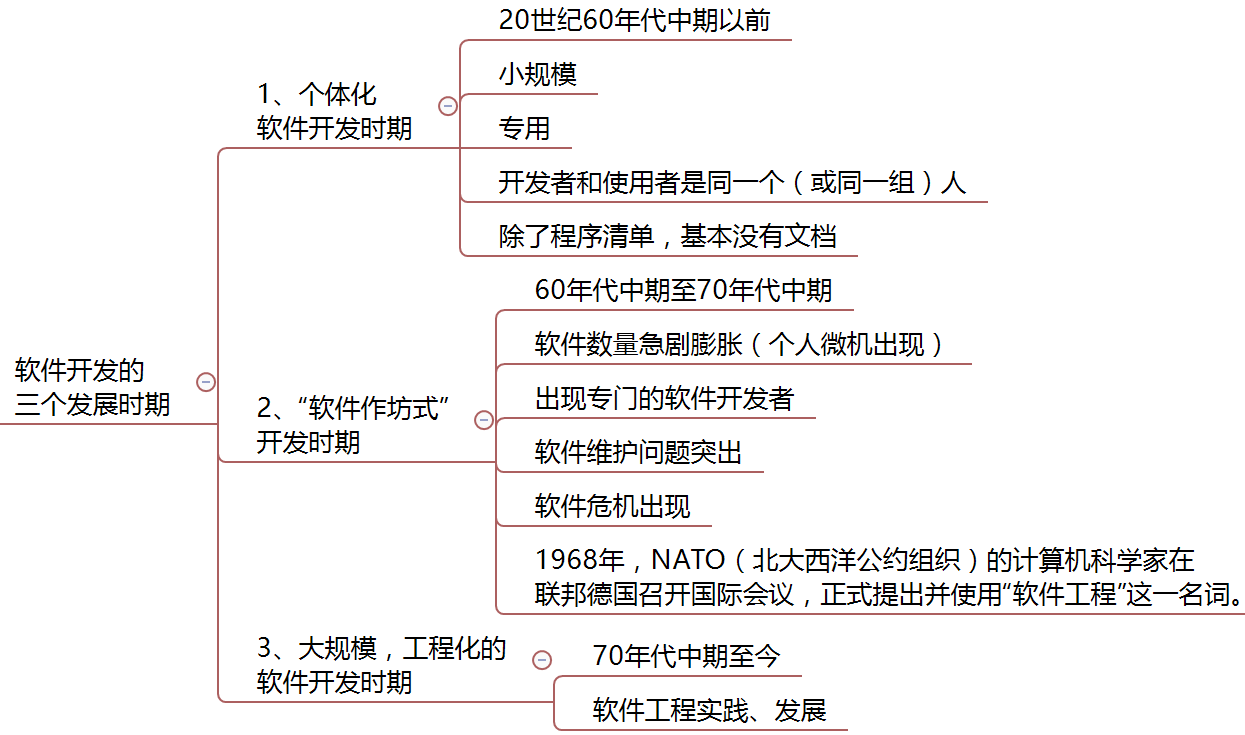 软件开发的
三个发展时期
1、个体化
软件开发时期
20世纪60年代中期以前
小规模
专用
开发者和使用者是同一个（或同一组）人
除了程序清单，基本没有文档
2、“软件作坊式”
开发时期
60年代中期至70年代中期
软件数量急剧膨胀（个人微机出现）
出现专门的软件开发者
软件维护问题突出
软件危机出现
1968年，NATO（北大西洋公约组织）的计算机科学家在
联邦德国召开国际会议，正式提出并使用“软件工程”这一名词。
3、大规模，工程化的
软件开发时期
70年代中期至今
软件工程实践、发展